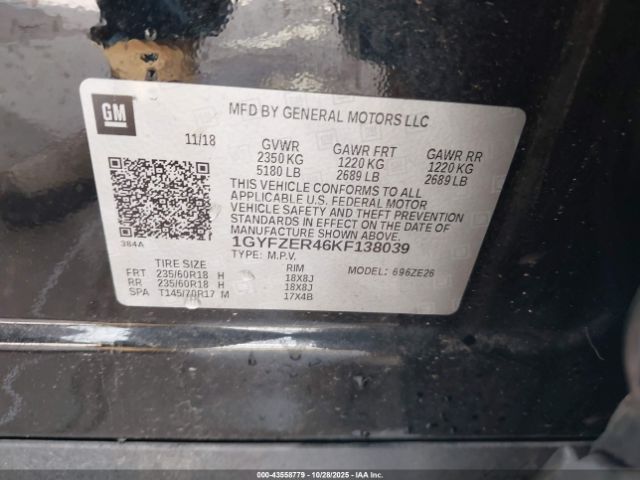 GM
MFD BY GENERAL MOTORS LLC
11/18
GVWR GAWR FRT GAWR RR
2350 KG 1220 KG 1220 KG
5180 LB 2689 LB 2689 LB
THIS VEHICLE CONFORMS TO ALL
APPLICABLE U.S. FEDERAL MOTOR
VEHICLE SAFETY AND THEFT PREVENTION
STANDARDS IN EFFECT ON THE DATE OF
MANUFACTURE SHOWN ABOVE.
1GYFZER46KF138039
384A
TYPE: M.P.V. MODEL: 696ZE26
TIRE SIZE RIM
FRT 235/60R18 H 18X8J
RR 235/60R18 H 18X8J
SPA T145/70R17 M 17X4B
000-43558779 10/28/2025 IAAI.COM